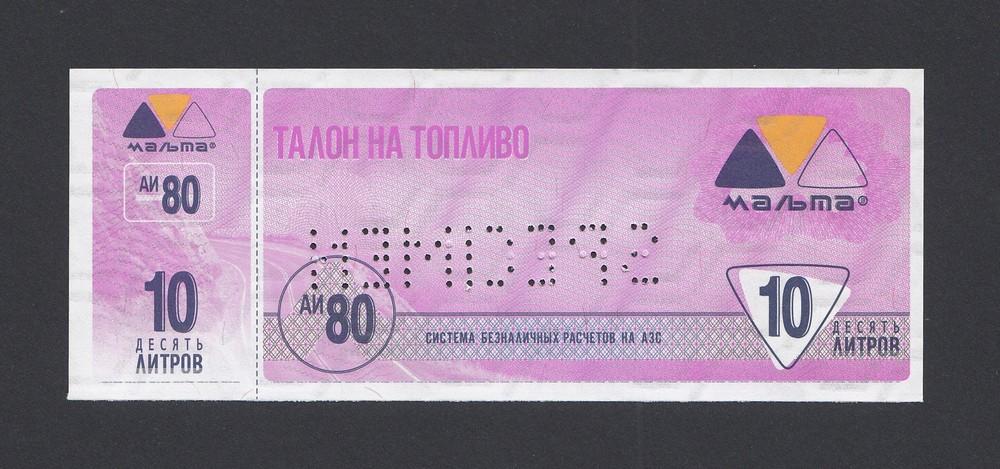 мальта®
АИ 80
10
ДЕСЯТЬ
ЛИТРОВ
ТАЛОН НА ТОПЛИВО
мальта®
АИ 80
СИСТЕМА БЕЗНАЛИЧНЫХ РАСЧЕТОВ НА АЗС
10
ДЕСЯТЬ
ЛИТРОВ